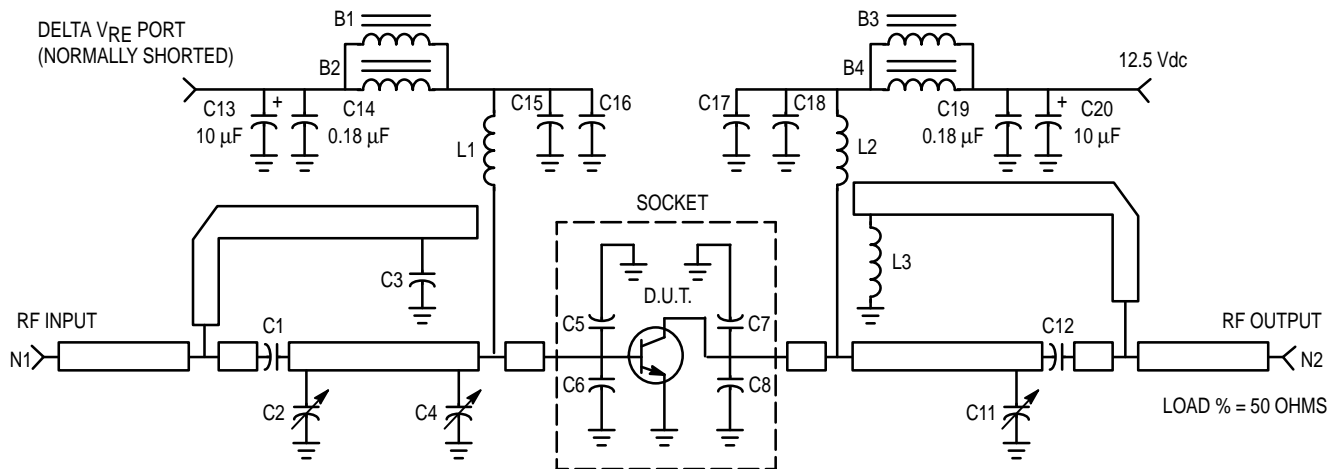 DELTA VRE PORT
(NORMALLY SHORTED)
B1
B2
C13
10 µF
+
C14
0.18 µF
C15
C16
L1
B3
B4
12.5 Vdc
C17
C18
C19
0.18 µF
+
C20
10 µF
L2
SOCKET
C3
L3
D.U.T.
C5
C7
RF INPUT
N1
C1
C12
RF OUTPUT
N2
C2
C4
C6
C8
C11
LOAD % = 50 OHMS